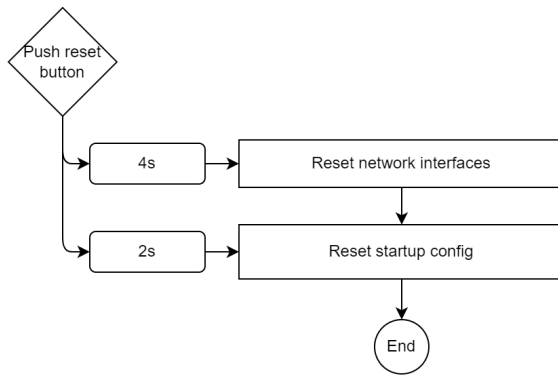 Push reset
button
4s
Reset network interfaces
2s
Reset startup config
End